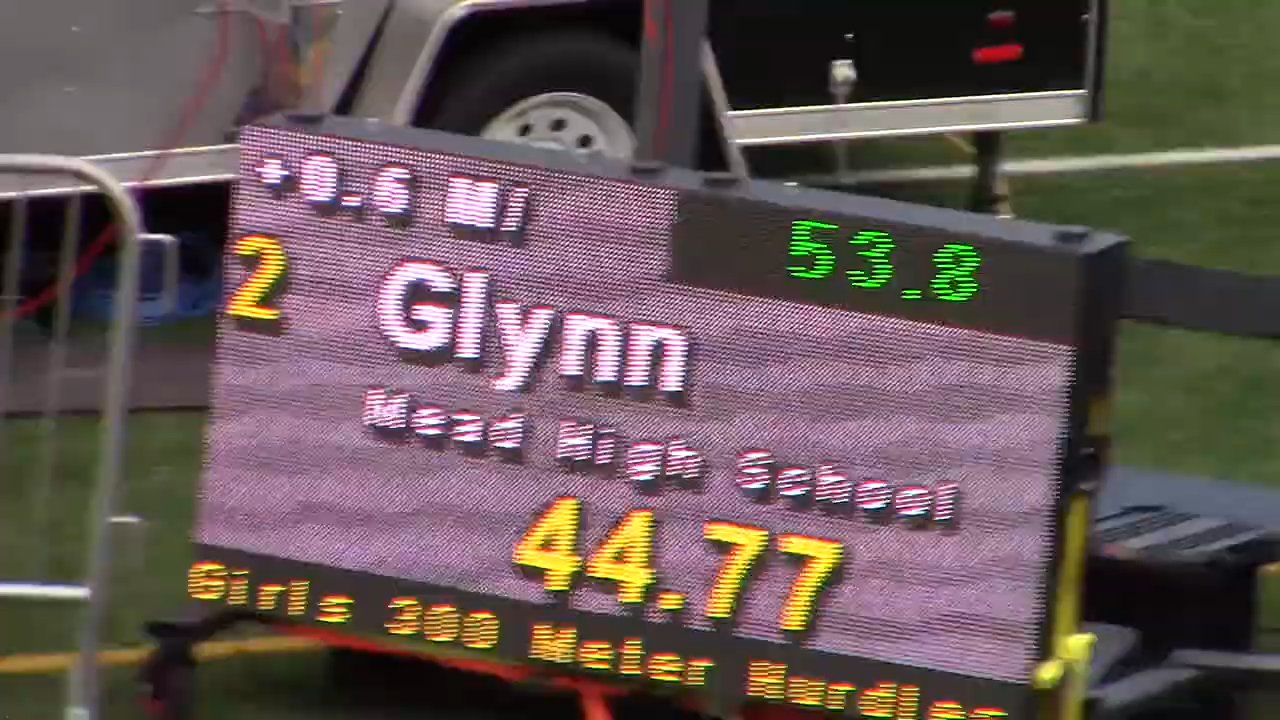 +0.6 M/
53.8
2 Glynn
Mead High School
44.77
Girls 300 Meter Hurdles